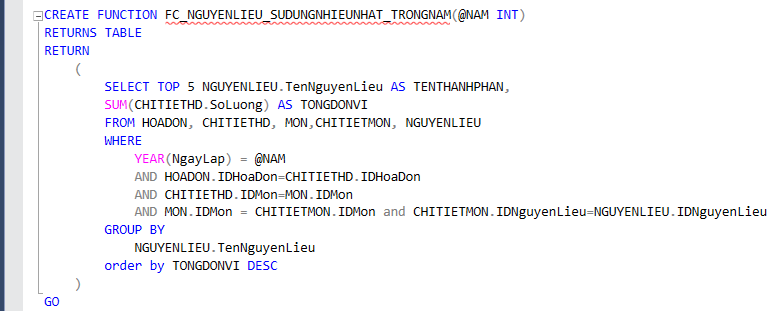 CREATE FUNCTION FC_NGUYENLIEU_SUDUNGNHIEUNHAT_TRONGNAM(@NAM INT)
RETURNS TABLE
RETURN
(
SELECT TOP 5 NGUYENLIEU.TenNguyenLieu AS TENTHANHPHAN,
SUM(CHITIETHD.SoLuong) AS TONGDONVI
FROM HOADON, CHITIETHD, MON,CHITIETMON, NGUYENLIEU
WHERE
YEAR(NgayLap) = @NAM
AND HOADON.IDHoaDon=CHITIETHD.IDHoaDon
AND CHITIETHD.IDMon=MON.IDMon
AND MON.IDMon = CHITIETMON.IDMon and CHITIETMON.IDNguyenLieu=NGUYENLIEU.IDNguyenLieu
GROUP BY
NGUYENLIEU.TenNguyenLieu
order by TONGDONVI DESC
)
GO